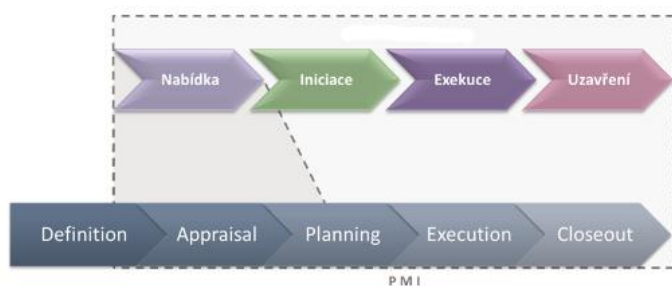 Nabídka Iniciace Exekuce Uzavření
Definition Appraisal Planning Execution Closeout
PMI